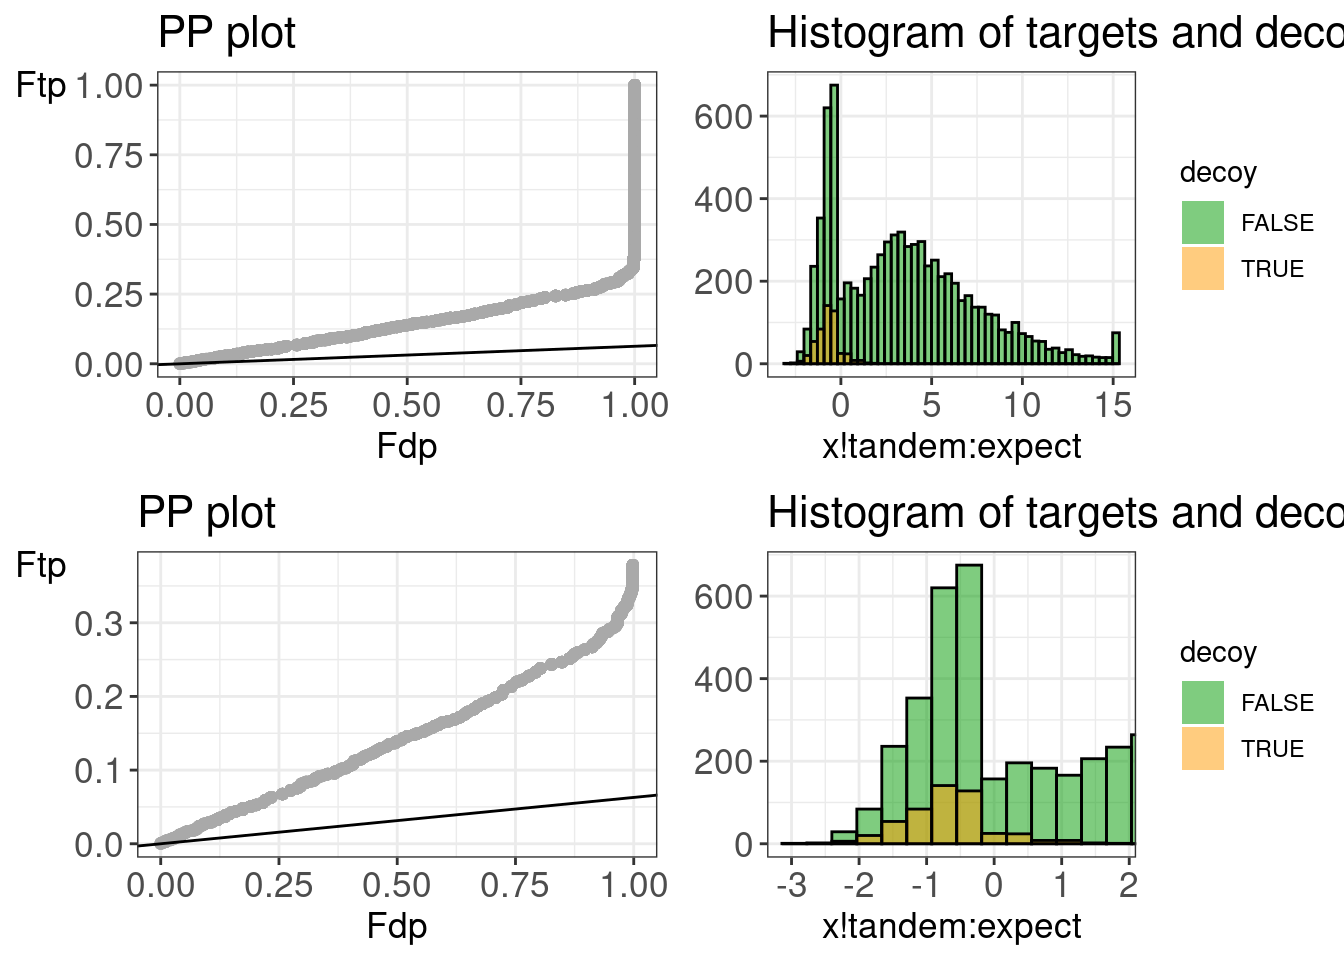 PP plot
Ftp
1.00
0.75
0.50
0.25
0.00
0.00 0.25 0.50 0.75 1.00
Fdp
Histogram of targets and deco
600
400
200
0
0 5 10 15
x!tandem:expect
decoy
FALSE
TRUE
PP plot
Ftp
0.3
0.2
0.1
0.0
0.00 0.25 0.50 0.75 1.00
Fdp
Histogram of targets and deco
600
400
200
0
-3 -2 -1 0 1 2
x!tandem:expect
decoy
FALSE
TRUE